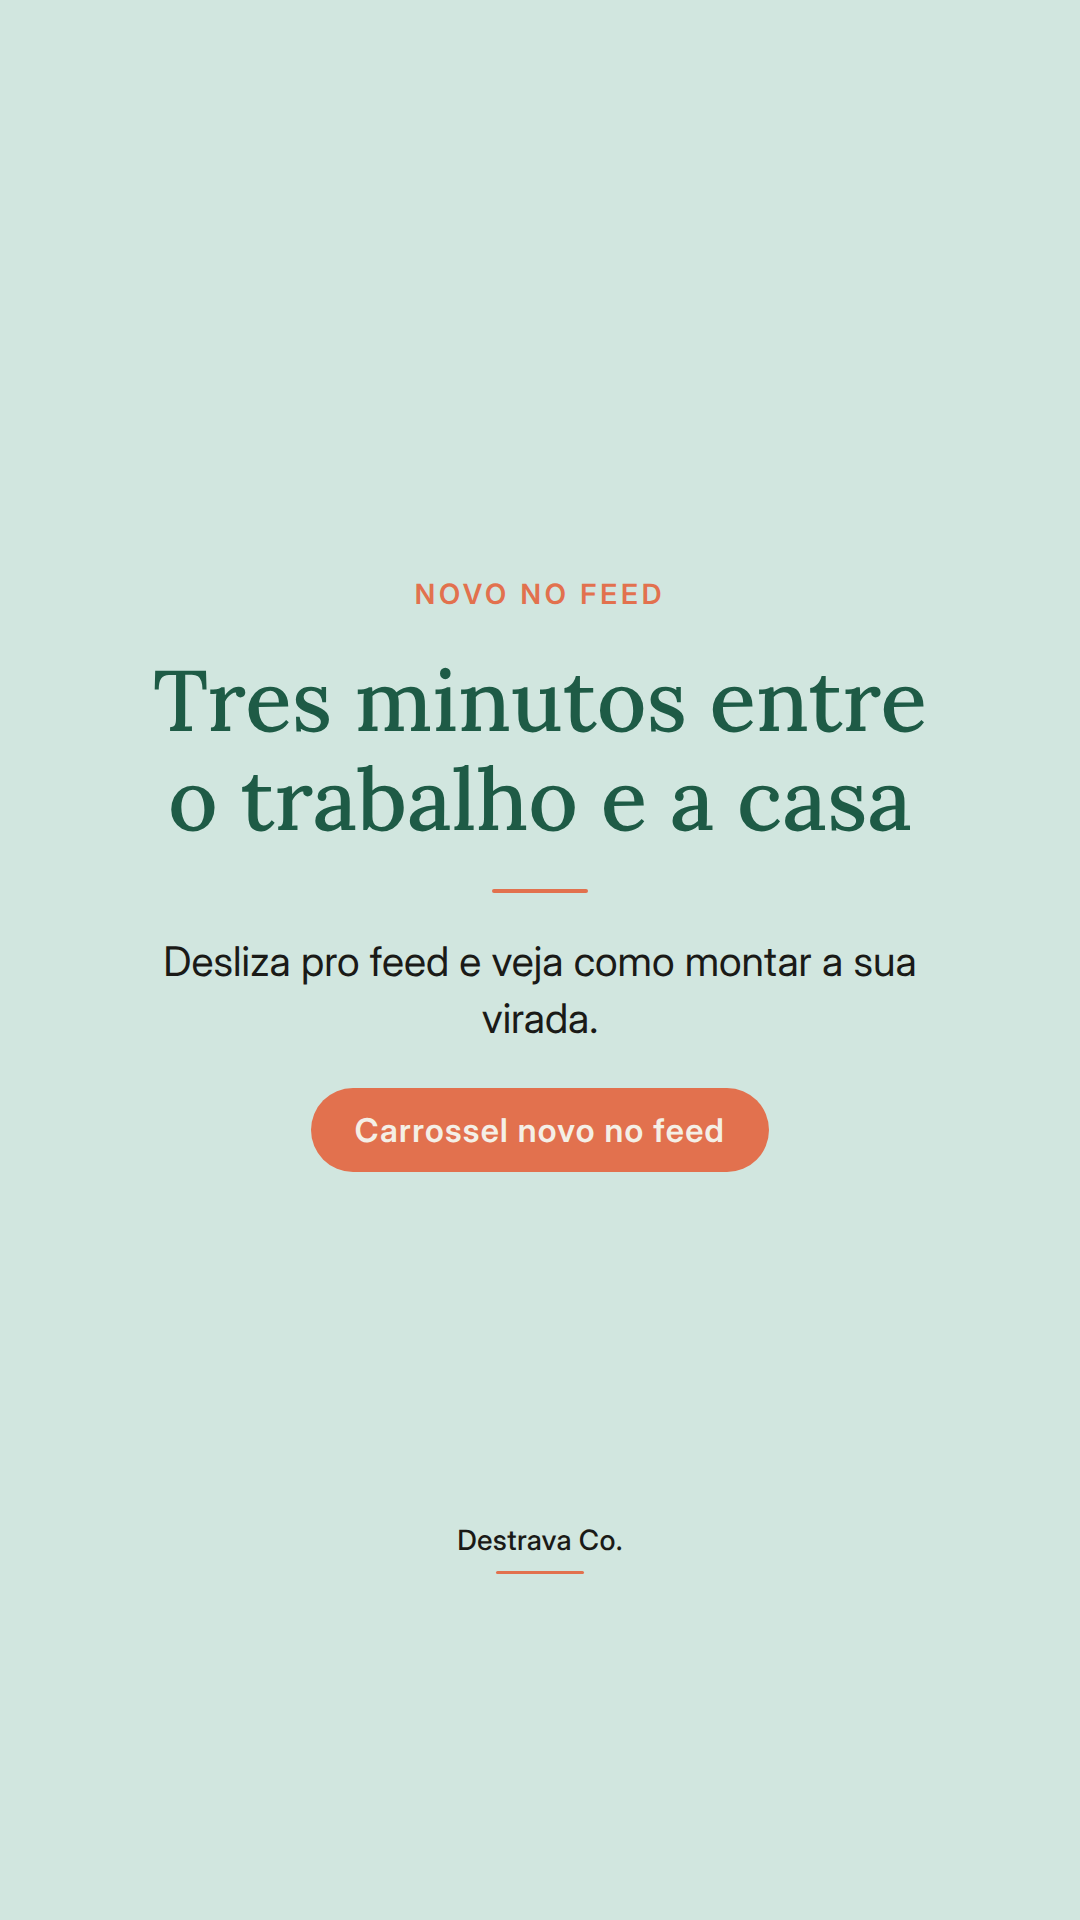 NOVO NO FEED
Tres minutos entre
o trabalho e a casa
Desliza pro feed e veja como montar a sua
virada.
Carrossel novo no feed
Destrava Co.